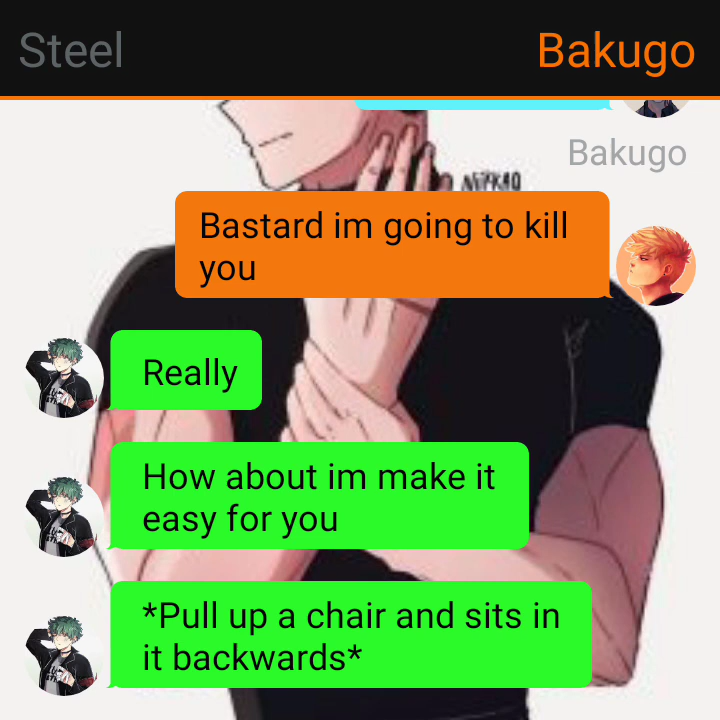 Steel Bakugo
Bakugo
Bastard im going to kill
you
Really
How about im make it
easy for you
*Pull up a chair and sits in
it backwards*